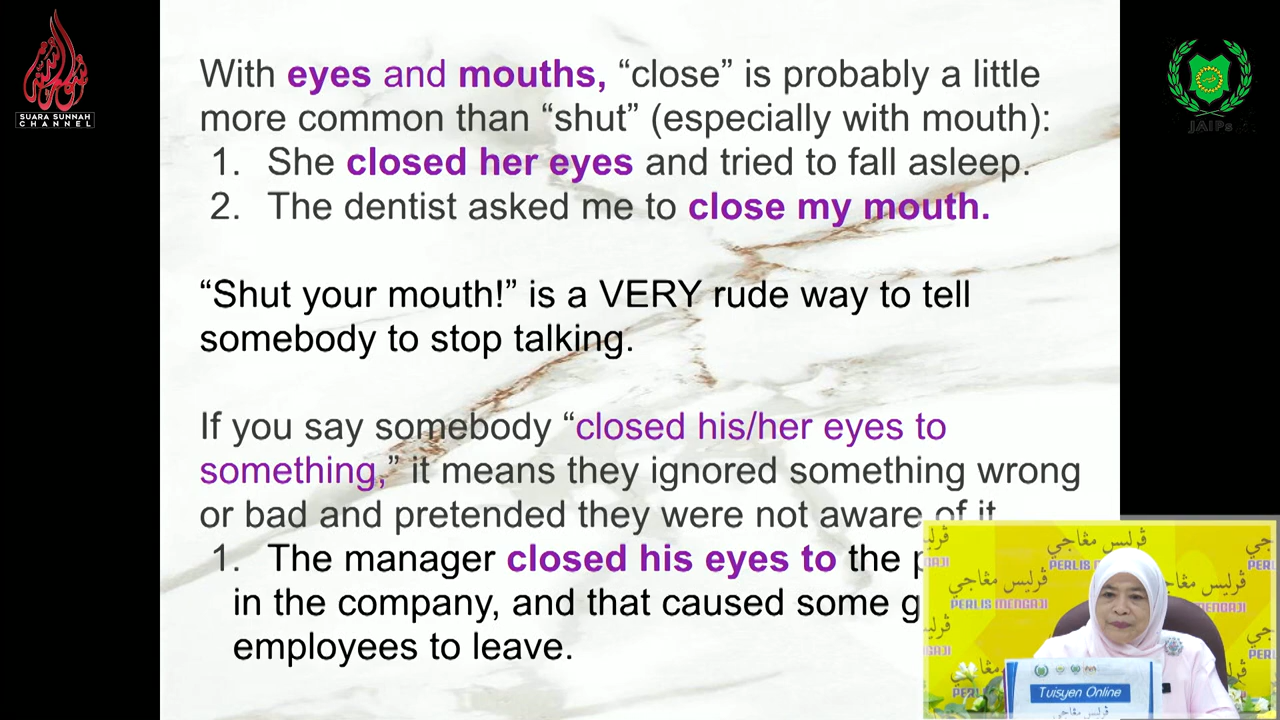 SUARA SUNNAH
CHANNEL
JAIPs
With eyes and mouths, “close” is probably a little
more common than “shut” (especially with mouth):
1. She closed her eyes and tried to fall asleep.
2. The dentist asked me to close my mouth.
“Shut your mouth!” is a VERY rude way to tell
somebody to stop talking.
If you say somebody “closed his/her eyes to
something,” it means they ignored something wrong
or bad and pretended they were not aware of it
1. The manager closed his eyes to the p
in the company, and that caused some g
employees to leave.
ڤرليس مڠاجي
PERLIS MENGAJI
Tuisyen Online
ڤرليس مڠاجي